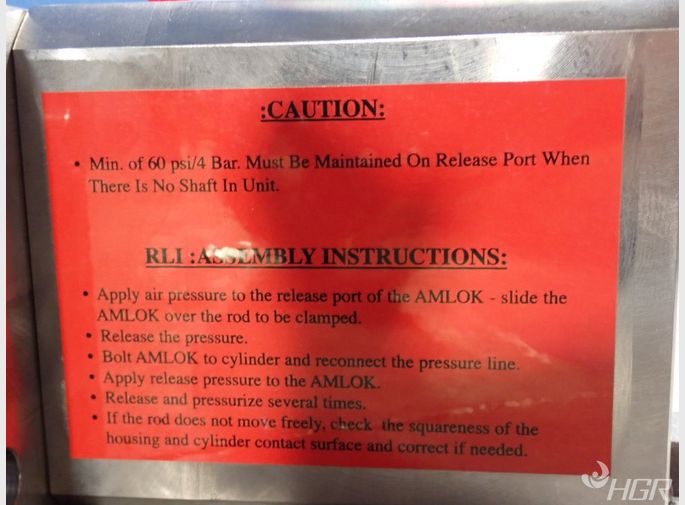 :CAUTION:
• Min. of 60 psi/4 Bar. Must Be Maintained On Release Port When
There Is No Shaft In Unit.
RLI :ASSEMBLY INSTRUCTIONS:
• Apply air pressure to the release port of the AMLOK - slide the
AMLOK over the rod to be clamped.
• Release the pressure.
• Bolt AMLOK to cylinder and reconnect the pressure line.
• Apply release pressure to the AMLOK.
• Release and pressurize several times.
• If the rod does not move freely, check the squareness of the
housing and cylinder contact surface and correct if needed.
HGR